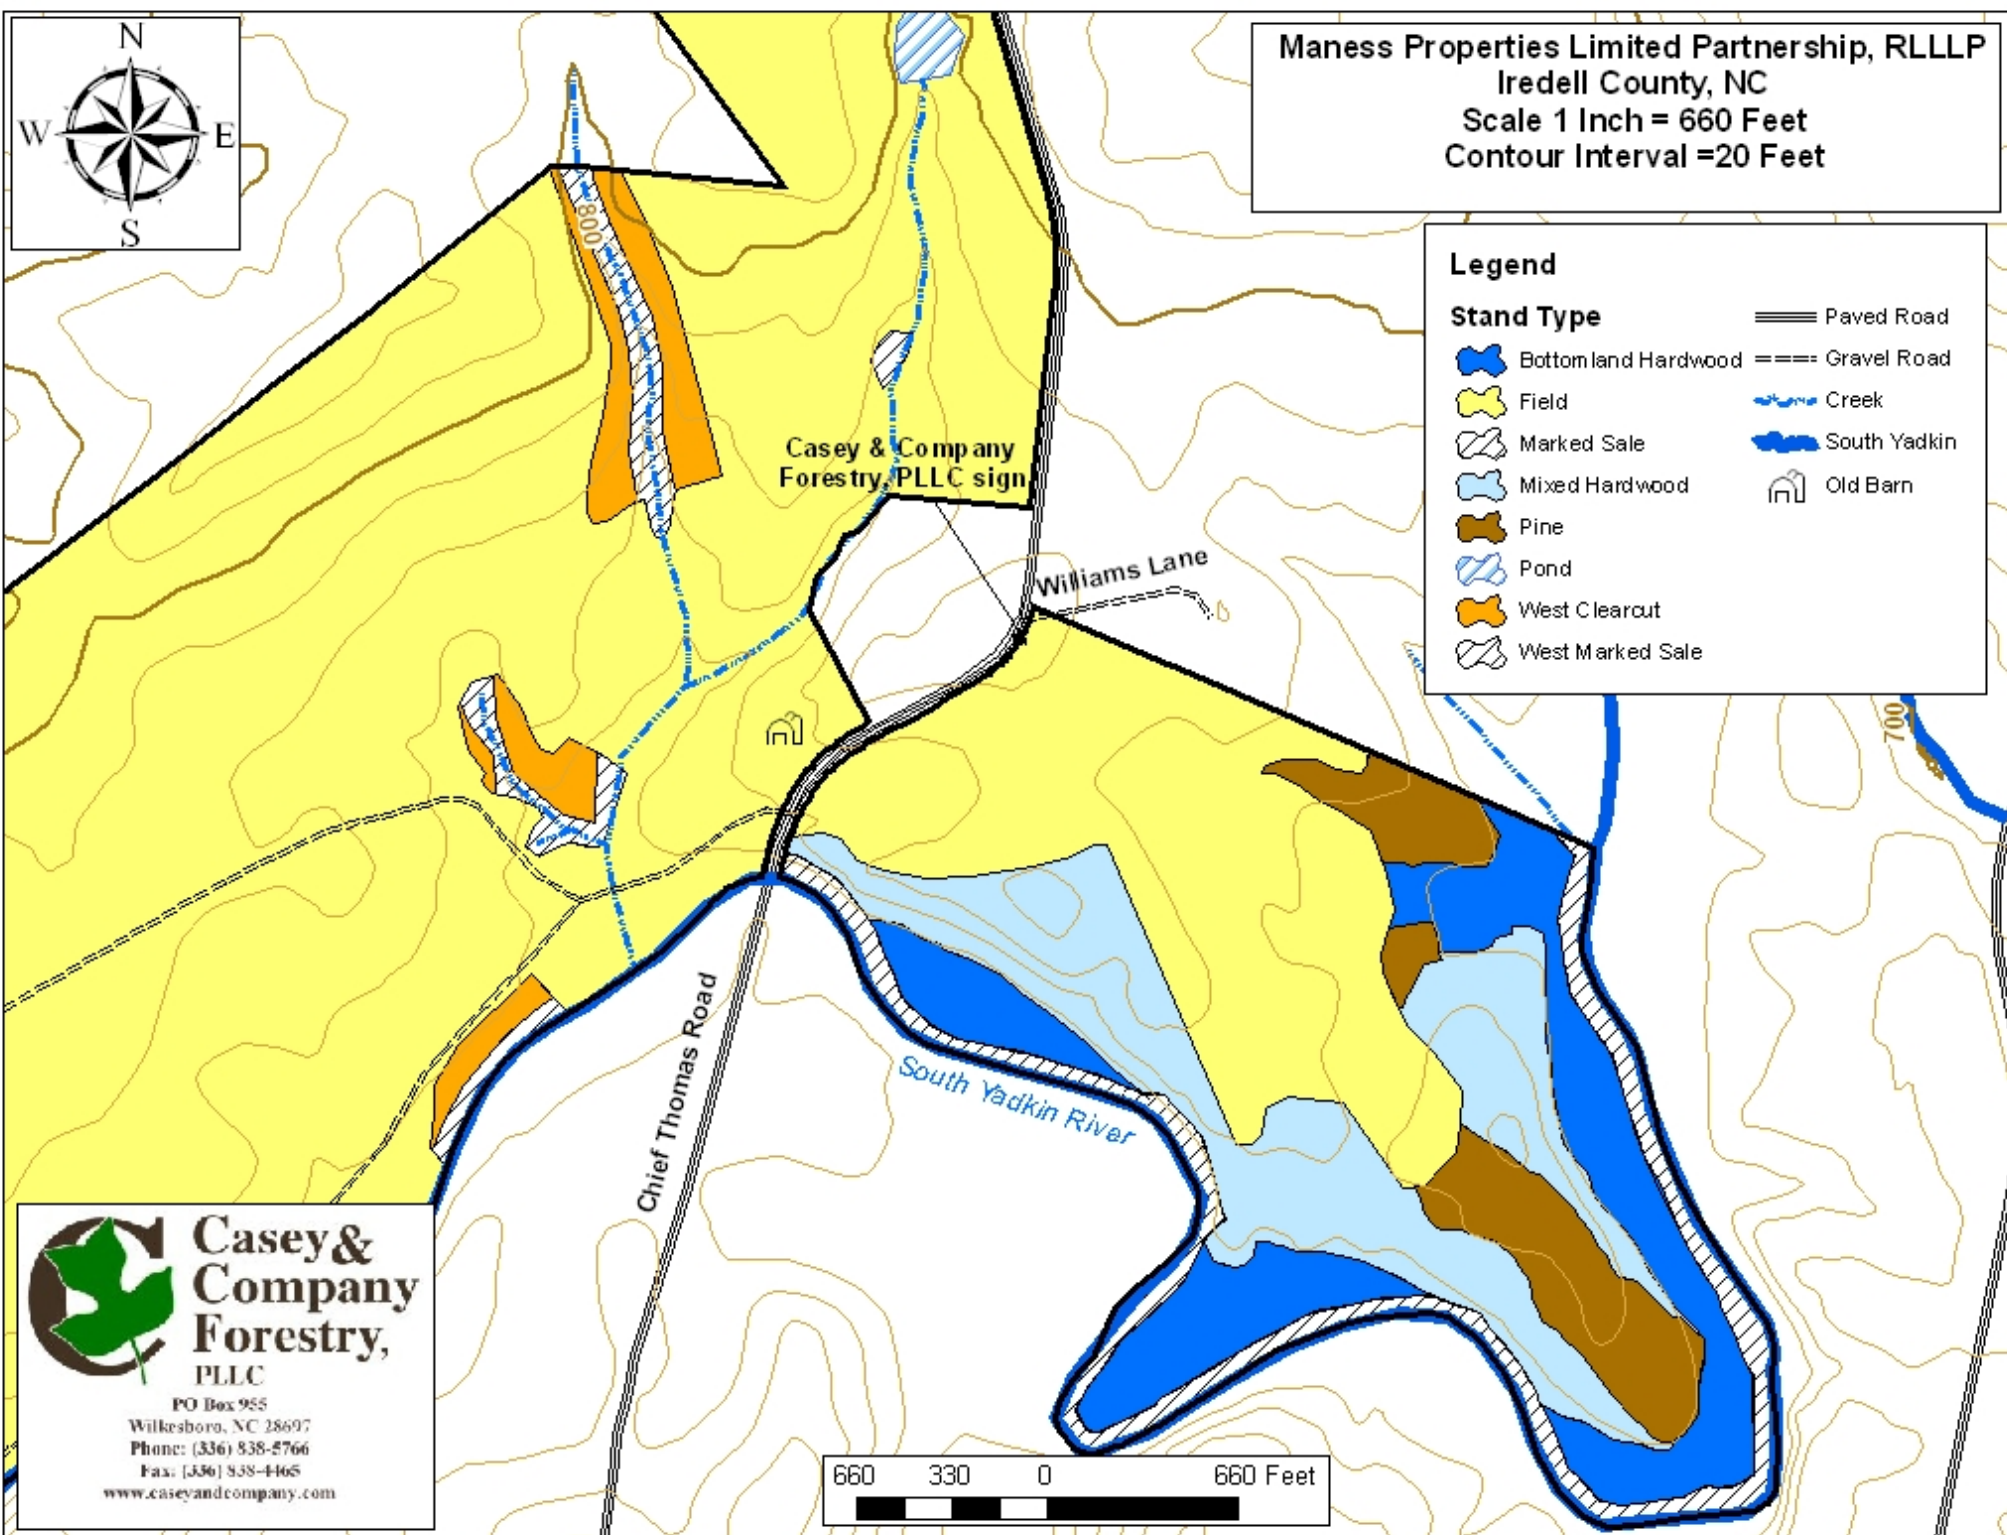 N
W E
S
Maness Properties Limited Partnership, RLLLP
Iredell County, NC
Scale 1 Inch = 660 Feet
Contour Interval =20 Feet
Legend
Stand Type
Bottomland Hardwood
Field
Marked Sale
Mixed Hardwood
Pine
Pond
West Clearcut
West Marked Sale
Paved Road
Gravel Road
Creek
South Yadkin
Old Barn
800
Casey & Company
Forestry, PLLC sign
Williams Lane
700
Chief Thomas Road
South Yadkin River
Casey &
Company
Forestry,
PLLC
PO Box 955
Wilkesboro, NC 28697
Phone: (336) 838-5766
Fax: (336) 838-4465
www.caseyandcompany.com
660 330 0 660 Feet